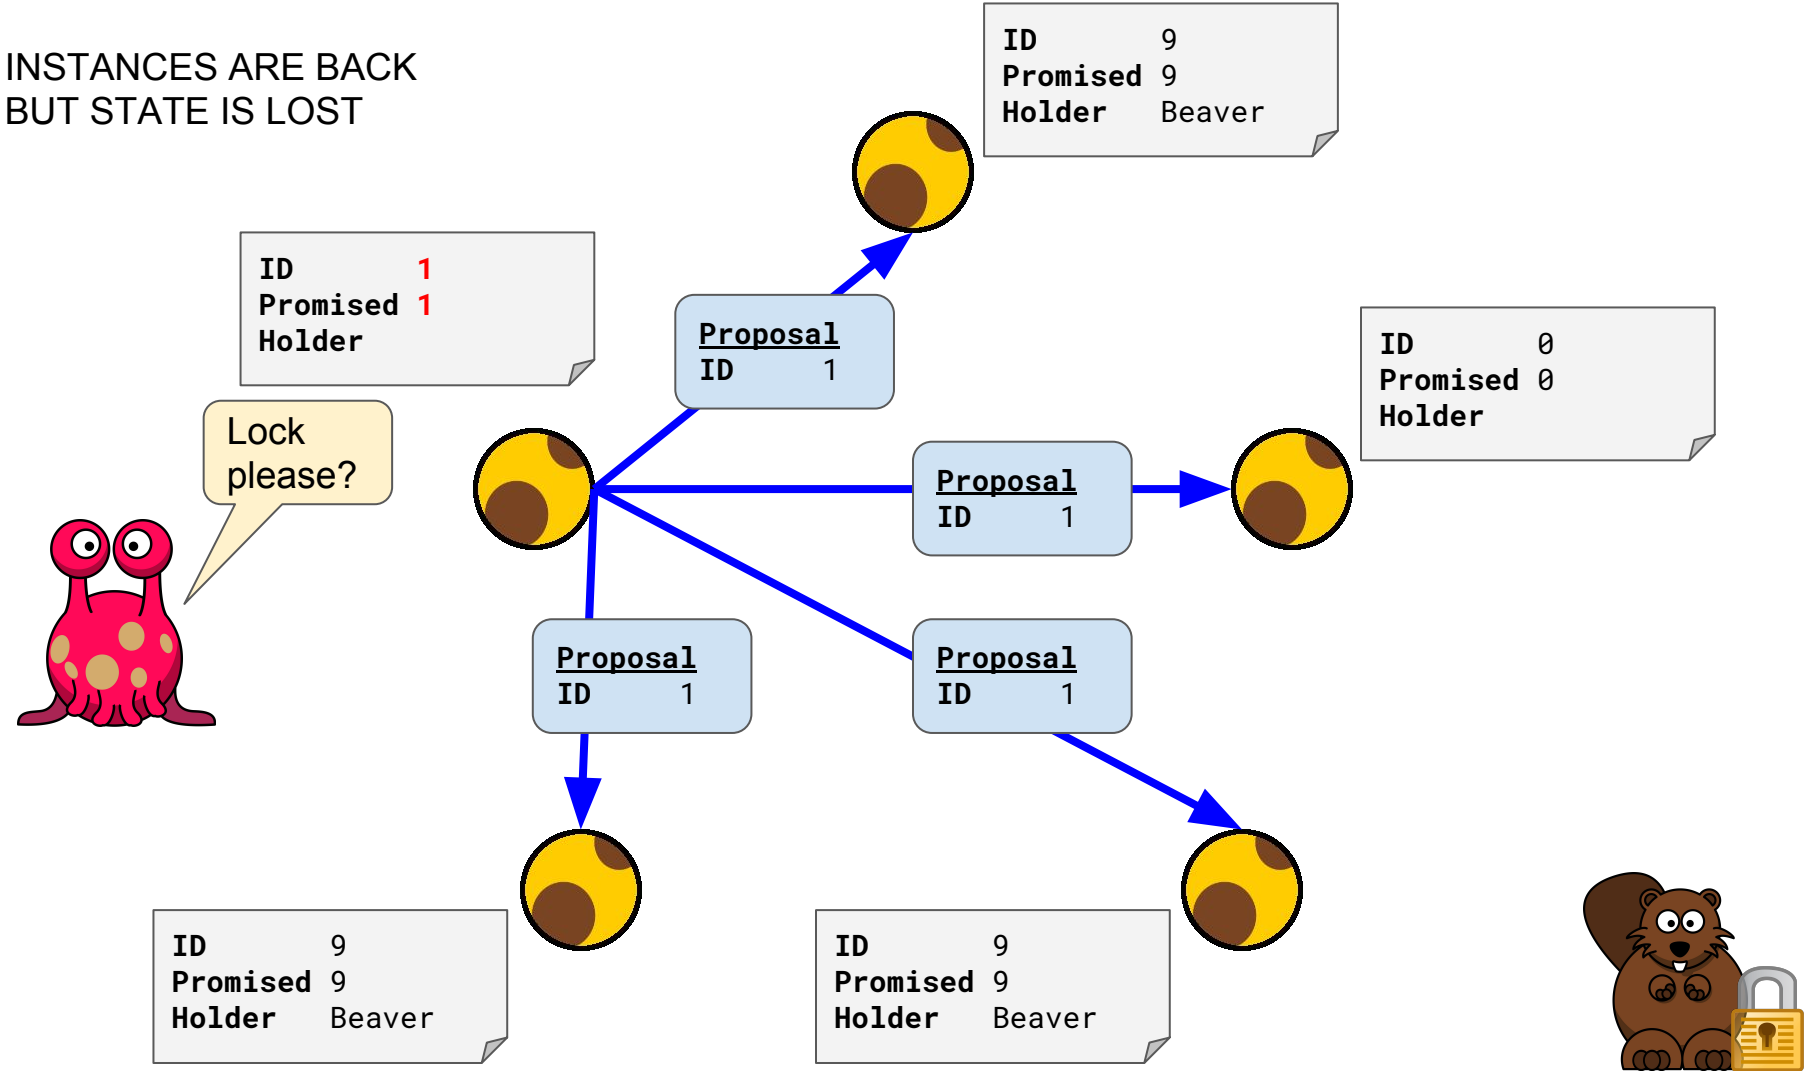 INSTANCES ARE BACK
BUT STATE IS LOST
ID 9
Promised 9
Holder Beaver
ID 1
Promised 1
Holder
Proposal
ID 1
ID 0
Promised 0
Holder
Lock
please?
Proposal
ID 1
Proposal
ID 1
Proposal
ID 1
ID 9
Promised 9
Holder Beaver
ID 9
Promised 9
Holder Beaver